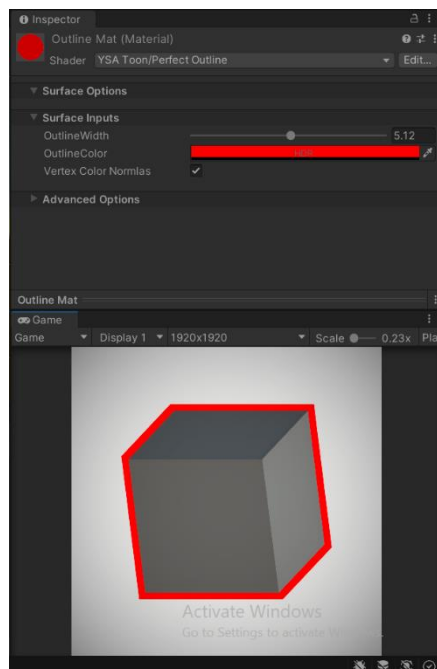 Inspector
Outline Mat (Material)
Shader YSA Toon/Perfect Outline Edit...
Surface Options
Surface Inputs
OutlineWidth 5.12
OutlineColor HDR
Vertex Color Normlas
Advanced Options
Outline Mat
Game
Game Display 1 1920x1920 Scale 0.23x Pla
Activate Windows
Go to Settings to activate